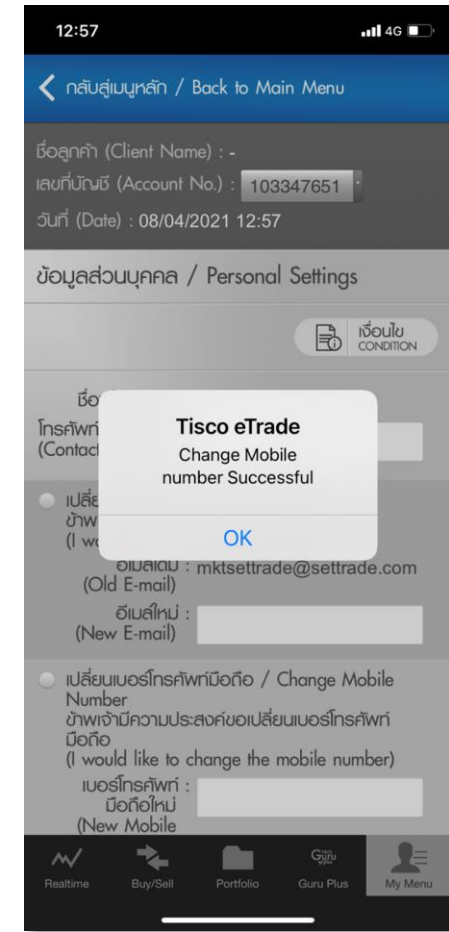 12:57
4G
กลับสู่เมนูหลัก / Back to Main Menu
ชื่อลูกค้า (Client Name) : -
เลขที่บัญชี (Account No.) : 103347651
วันที่ (Date) : 08/04/2021 12:57
ข้อมูลส่วนบุคคล / Personal Settings
เงื่อนไข
CONDITION
Tisco eTrade
Change Mobile
number Successful
OK
(Old E-mail)
mktsettrade@settrade.com
อีเมล์ใหม่ :
(New E-mail)
เปลี่ยนเบอร์โทรศัพท์มือถือ / Change Mobile
Number
ข้าพเจ้ามีความประสงค์ขอเปลี่ยนเบอร์โทรศัพท์
มือถือ
(I would like to change the mobile number)
เบอร์โทรศัพท์ :
มือถือใหม่
(New Mobile
Realtime
Buy/Sell
Portfolio
Guru
Guru Plus
My Menu